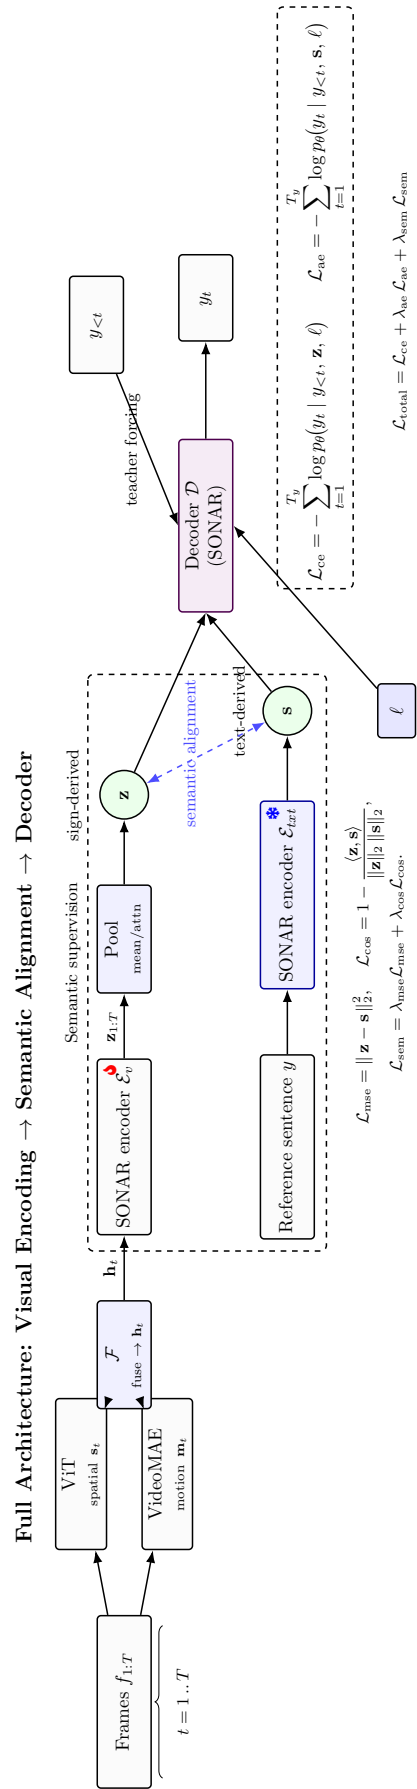 Full Architecture: Visual Encoding → Semantic Alignment → Decoder
Frames f_{1:T}
t = 1 .. T
ViT
spatial s_t
VideoMAE
motion m_t
F
fuse → h_t
h_t
Semantic supervision
SONAR encoder E_v
z_{1:T}
Pool
mean/attn
sign-derived
z
semantic alignment
Reference sentence y
SONAR encoder E_{txt}
text-derived
s
ℓ
teacher forcing
y_{<t}
Decoder D
(SONAR)
y_t
L_mse = ‖z − s‖_2^2, L_cos = 1 − ⟨z, s⟩ / (‖z‖_2 ‖s‖_2),
L_sem = λ_mse L_mse + λ_cos L_cos.
L_ce = − ∑_{t=1}^{T_y} log p_θ(y_t | y_{<t}, z, ℓ) L_ae = − ∑_{t=1}^{T_y} log p_θ(y_t | y_{<t}, s, ℓ)
L_total = L_ce + λ_ae L_ae + λ_sem L_sem